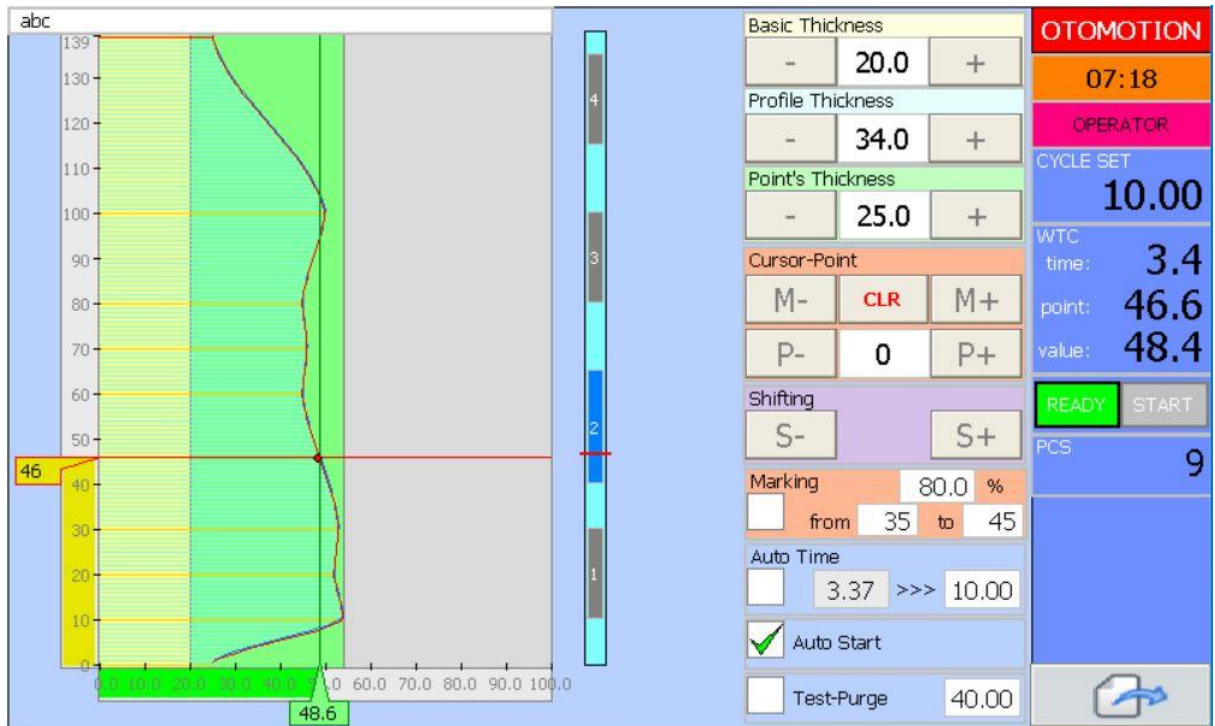 abc
139
130
120
110
100
90
80
70
60
50
46
40
30
20
10
0
0.0 10.0 20.0 30.0 40.0 60.0 70.0 80.0 90.0 100.0
48.6
4
3
2
1
Basic Thickness
- 20.0 +
Profile Thickness
- 34.0 +
Point's Thickness
- 25.0 +
Cursor-Point
M- CLR M+
P- 0 P+
Shifting
S- S+
Marking 80.0 %
from 35 to 45
Auto Time
3.37 >>> 10.00
Auto Start
Test-Purge 40.00
OTOMOTION
07:18
OPERATOR
CYCLE SET
10.00
WTC
time: 3.4
point: 46.6
value: 48.4
READY START
PCS
9